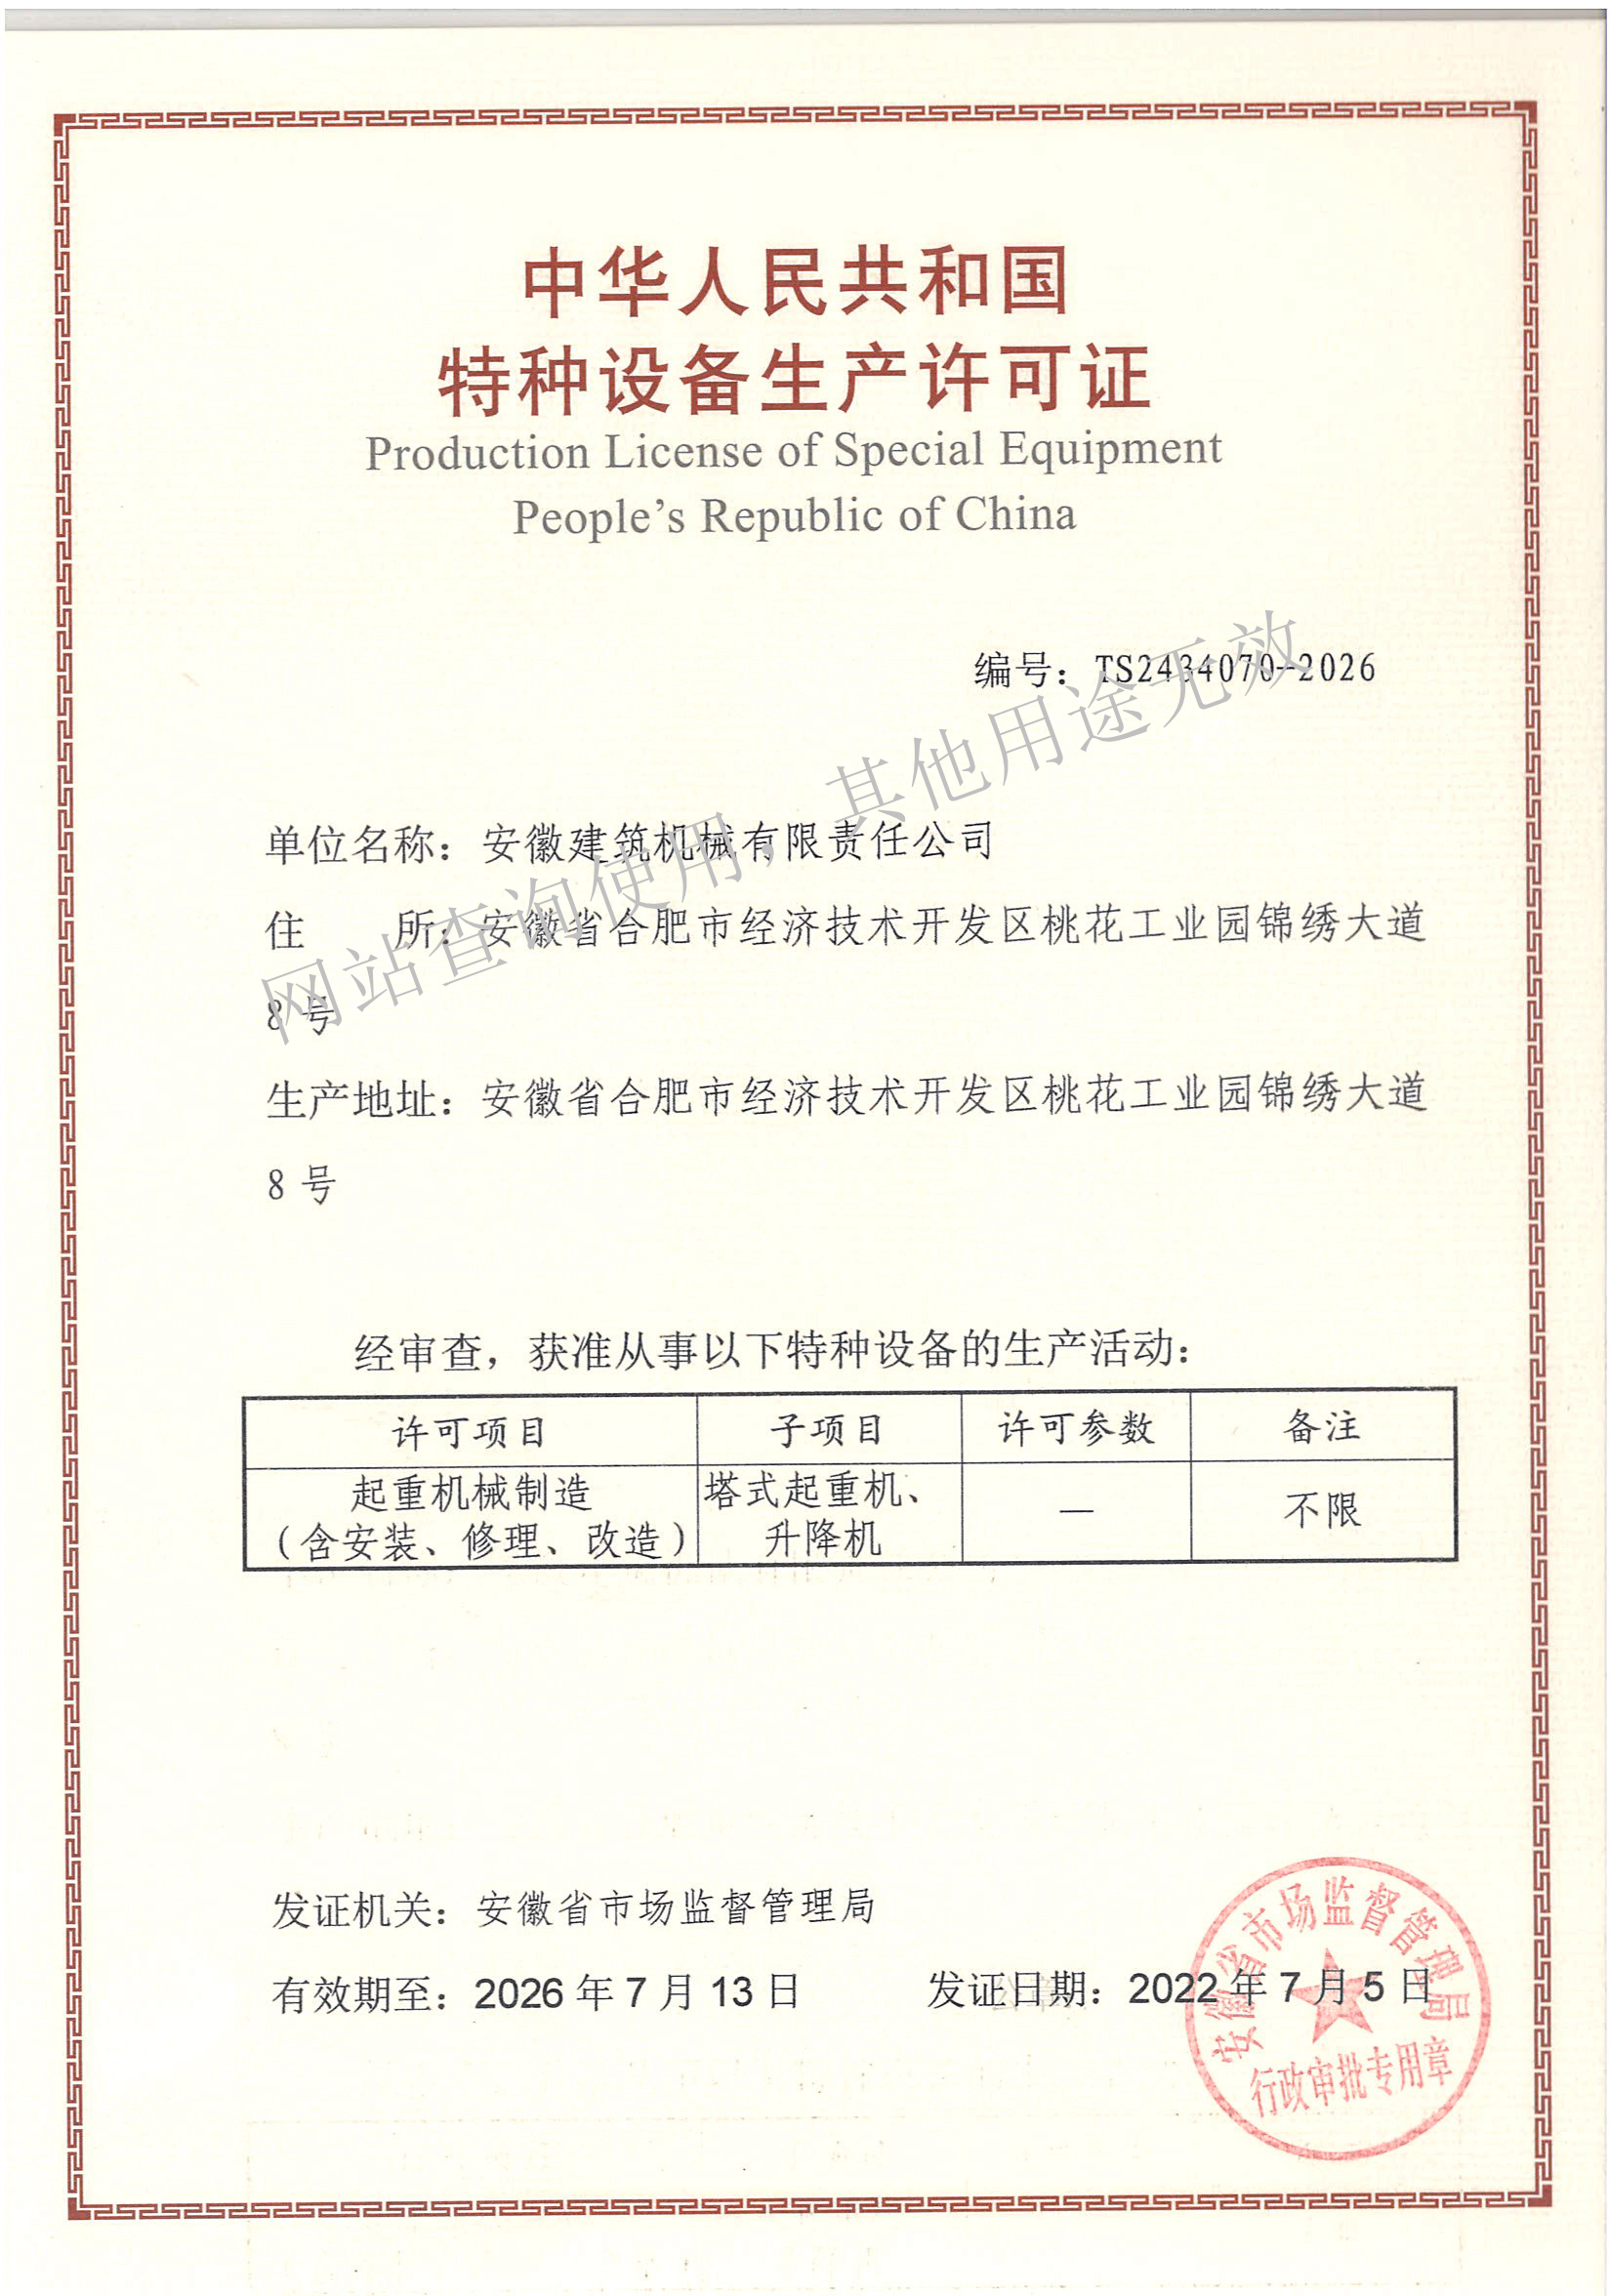 中华人民共和国
特种设备生产许可证
Production License of Special Equipment
People's Republic of China
编号：TS2434070-2026
单位名称：安徽建筑机械有限责任公司
住 所：安徽省合肥市经济技术开发区桃花工业园锦绣大道
8 号
生产地址：安徽省合肥市经济技术开发区桃花工业园锦绣大道
8 号
网站查询使用，其他用途无效
经审查，获准从事以下特种设备的生产活动：
许可项目 子项目 许可参数 备注
起重机械制造 塔式起重机、 — 不限
（含安装、修理、改造） 升降机
发证机关：安徽省市场监督管理局
有效期至：2026 年 7 月 13 日 发证日期：2022 年 7 月 5 日
公章
安徽省市场监督管理局
行政审批专用章